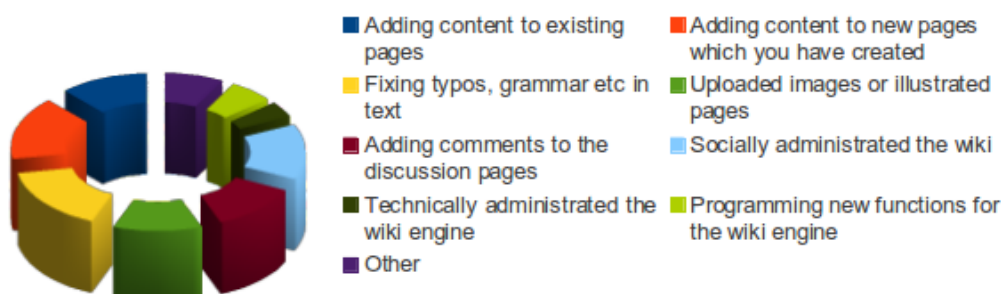 Adding content to existing
pages
Adding content to new pages
which you have created
Fixing typos, grammar etc in
text
Uploaded images or illustrated
pages
Adding comments to the
discussion pages
Socially administrated the wiki
Technically administrated the
wiki engine
Programming new functions for
the wiki engine
Other